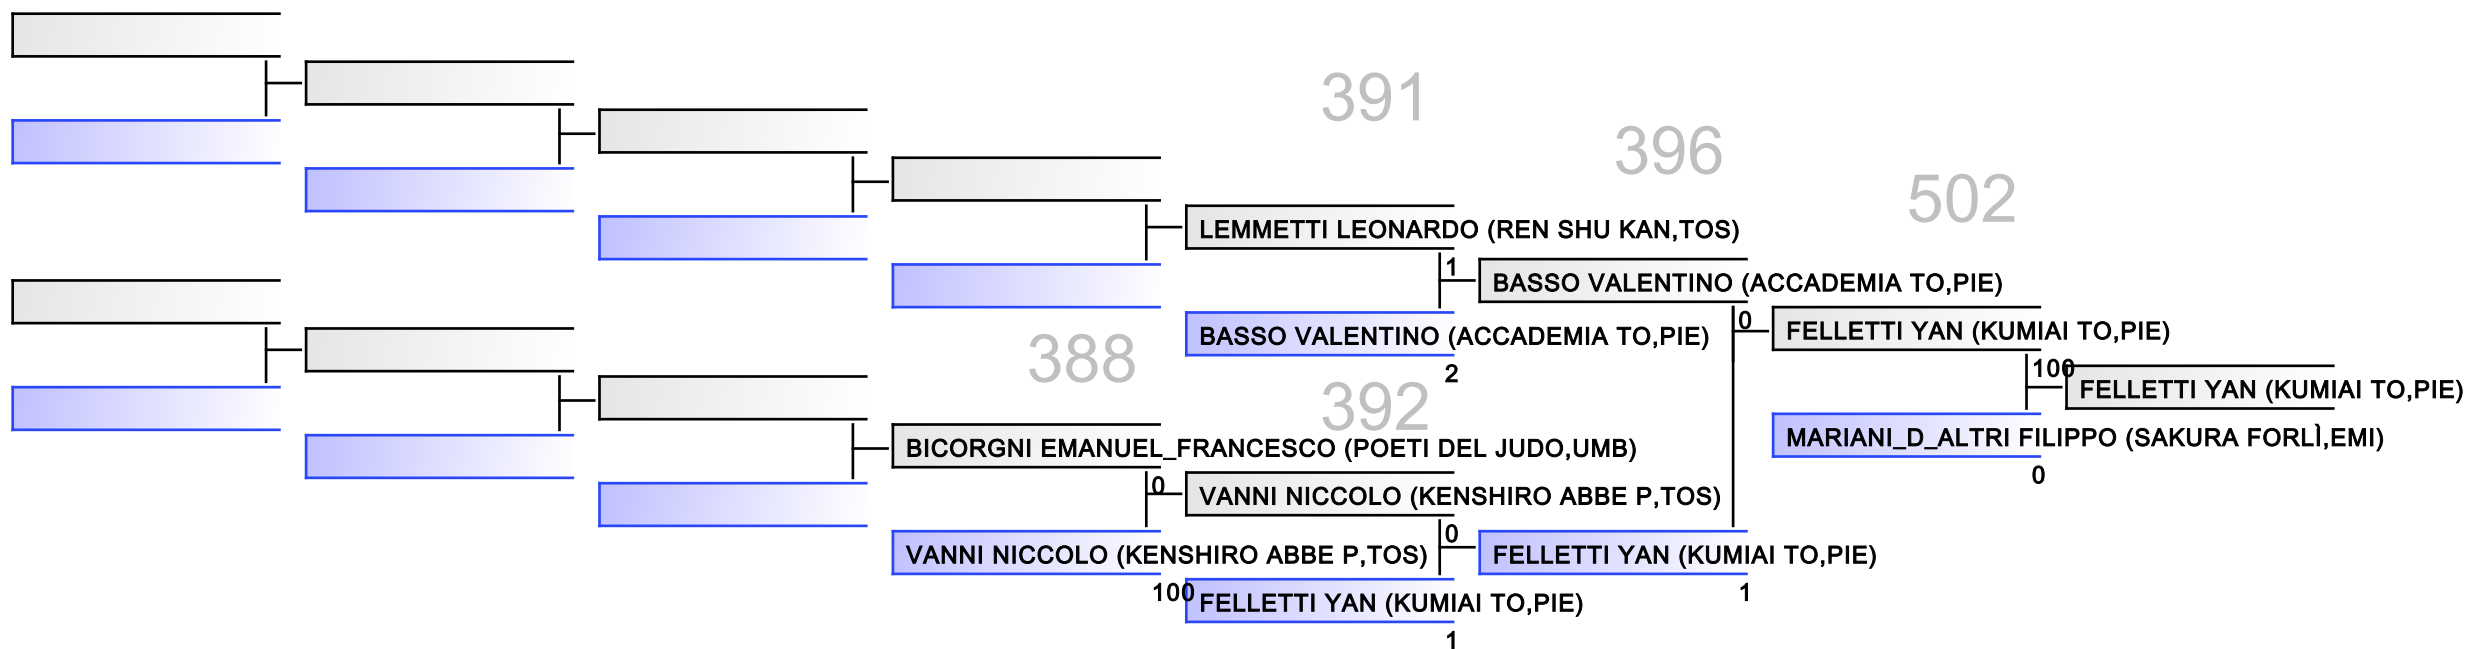 391
396
502
LEMMETTI LEONARDO (REN SHU KAN,TOS)
1
BASSO VALENTINO (ACCADEMIA TO,PIE)
0
FELLETTI YAN (KUMIAI TO,PIE)
388
BASSO VALENTINO (ACCADEMIA TO,PIE)
2
100
FELLETTI YAN (KUMIAI TO,PIE)
392
MARIANI_D_ALTRI FILIPPO (SAKURA FORLÌ,EMI)
0
BICORGNI EMANUEL_FRANCESCO (POETI DEL JUDO,UMB)
0
VANNI NICCOLO (KENSHIRO ABBE P,TOS)
0
VANNI NICCOLO (KENSHIRO ABBE P,TOS)
FELLETTI YAN (KUMIAI TO,PIE)
100
FELLETTI YAN (KUMIAI TO,PIE)
1
1